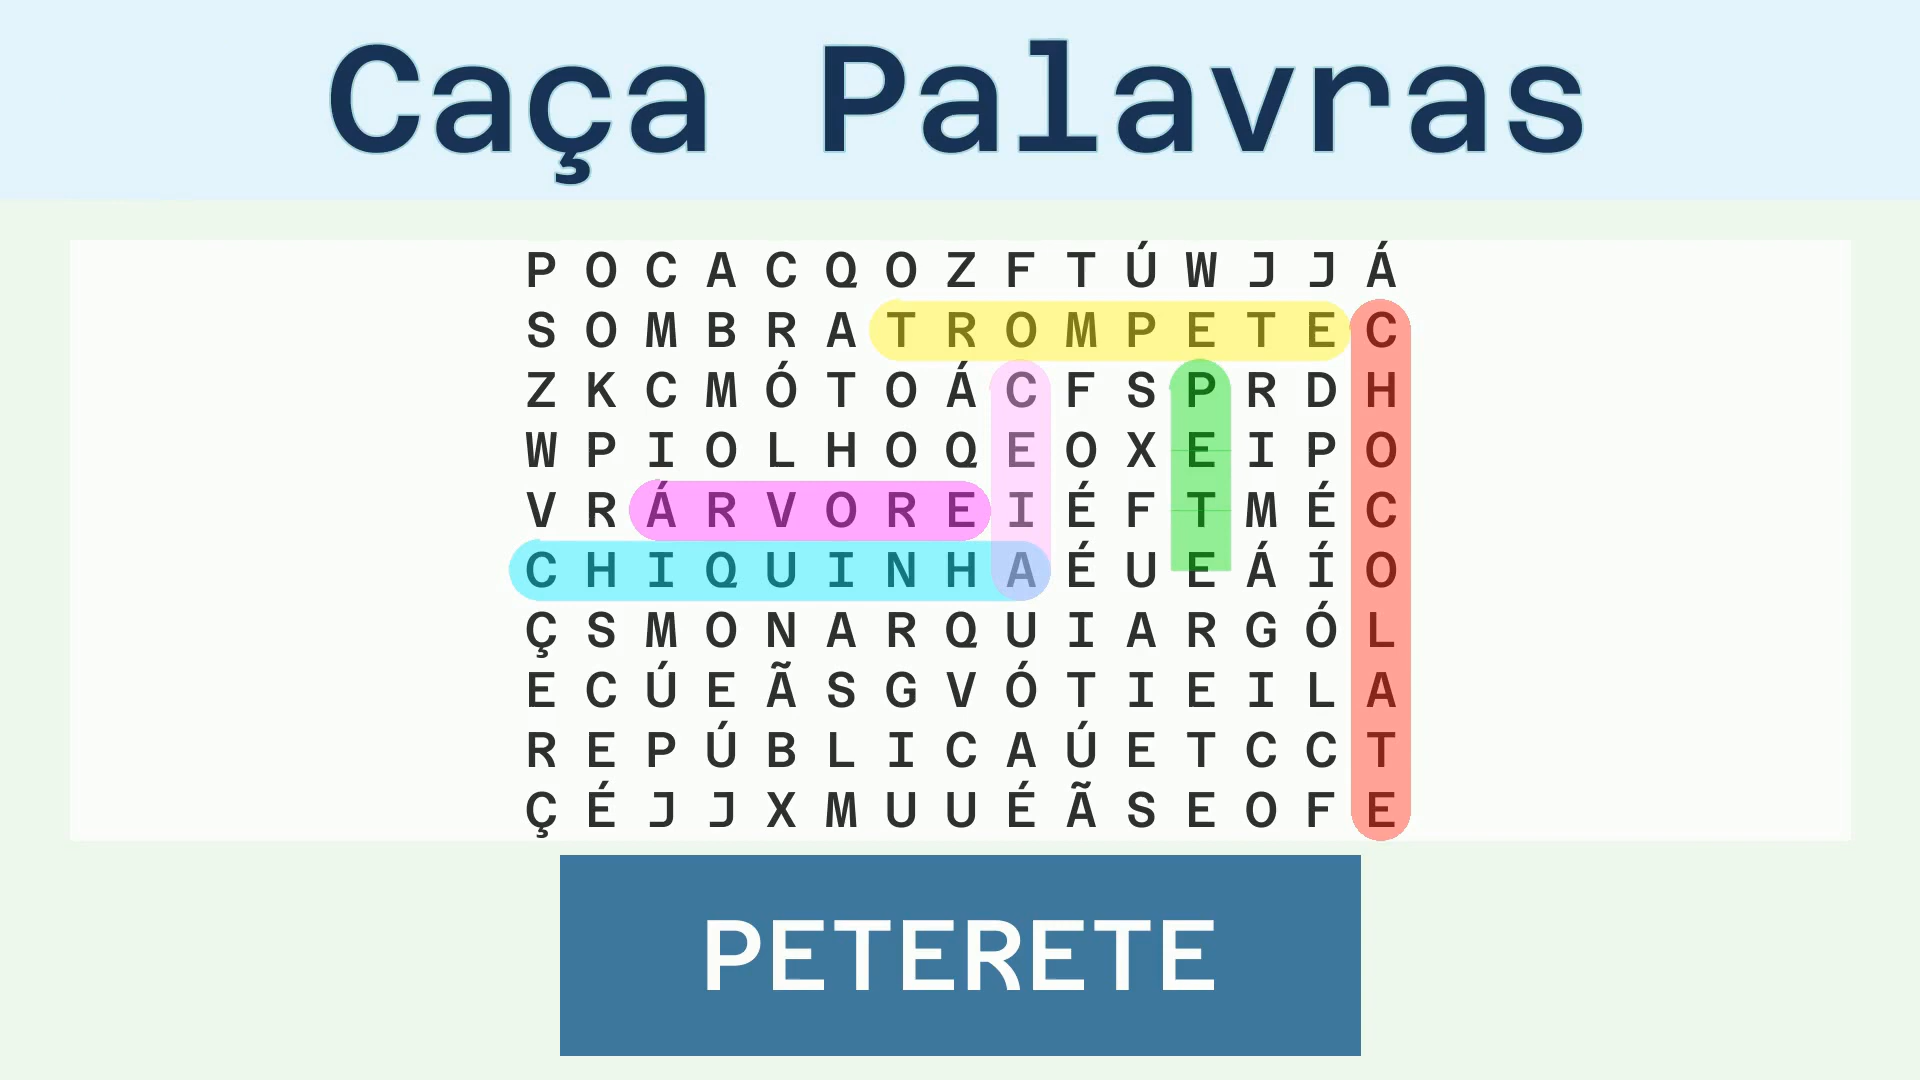 Caça Palavras
P O C A C Q O Z F T Ú W J J Á
S O M B R A T R O M P E T E C
Z K C M Ó T O Á C F S P R D H
W P I O L H O Q E O X E I P O
V R Á R V O R E I É F T M É C
C H I Q U I N H A É U E Á Í O
Ç S M O N A R Q U I A R G Ó L
E C Ú E Ã S G V Ó T I E I L A
R E P Ú B L I C A Ú E T C C T
Ç É J J X M U U É Ã S E O F E
PETERETE